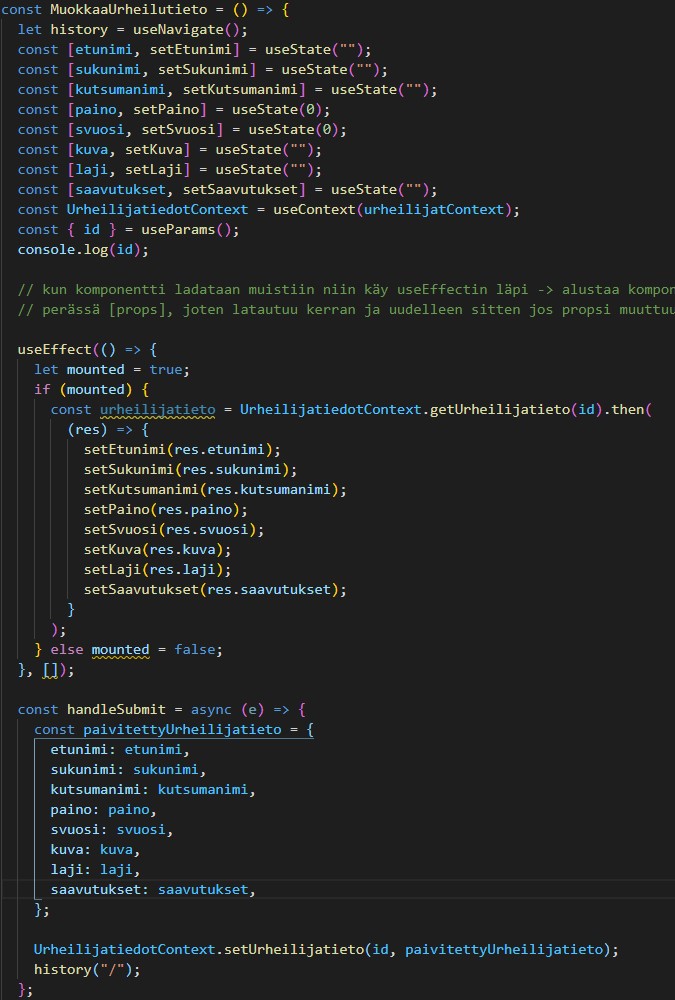 const MuokkaaUrheilutieto = () => {
let history = useNavigate();
const [etunimi, setEtunimi] = useState("");
const [sukunimi, setSukunimi] = useState("");
const [kutsumanimi, setKutsumanimi] = useState("");
const [paino, setPaino] = useState(0);
const [svuosi, setSvuosi] = useState(0);
const [kuva, setKuva] = useState("");
const [laji, setLaji] = useState("");
const [saavutukset, setSaavutukset] = useState("");
const UrheilijatiedotContext = useContext(urheilijatContext);
const { id } = useParams();
console.log(id);
// kun komponentti ladataan muistiin niin käy useEffectin läpi -> alustaa kompon
// perässä [props], joten latautuu kerran ja uudelleen sitten jos propsi muuttuu
useEffect(() => {
let mounted = true;
if (mounted) {
const urheilijatieto = UrheilijatiedotContext.getUrheilijatieto(id).then(
(res) => {
setEtunimi(res.etunimi);
setSukunimi(res.sukunimi);
setKutsumanimi(res.kutsumanimi);
setPaino(res.paino);
setSvuosi(res.svuosi);
setKuva(res.kuva);
setLaji(res.laji);
setSaavutukset(res.saavutukset);
}
);
} else mounted = false;
}, []);
const handleSubmit = async (e) => {
const paivitettyUrheilijatieto = {
etunimi: etunimi,
sukunimi: sukunimi,
kutsumanimi: kutsumanimi,
paino: paino,
svuosi: svuosi,
kuva: kuva,
laji: laji,
saavutukset: saavutukset,
};
UrheilijatiedotContext.setUrheilijatieto(id, paivitettyUrheilijatieto);
history("/");
};